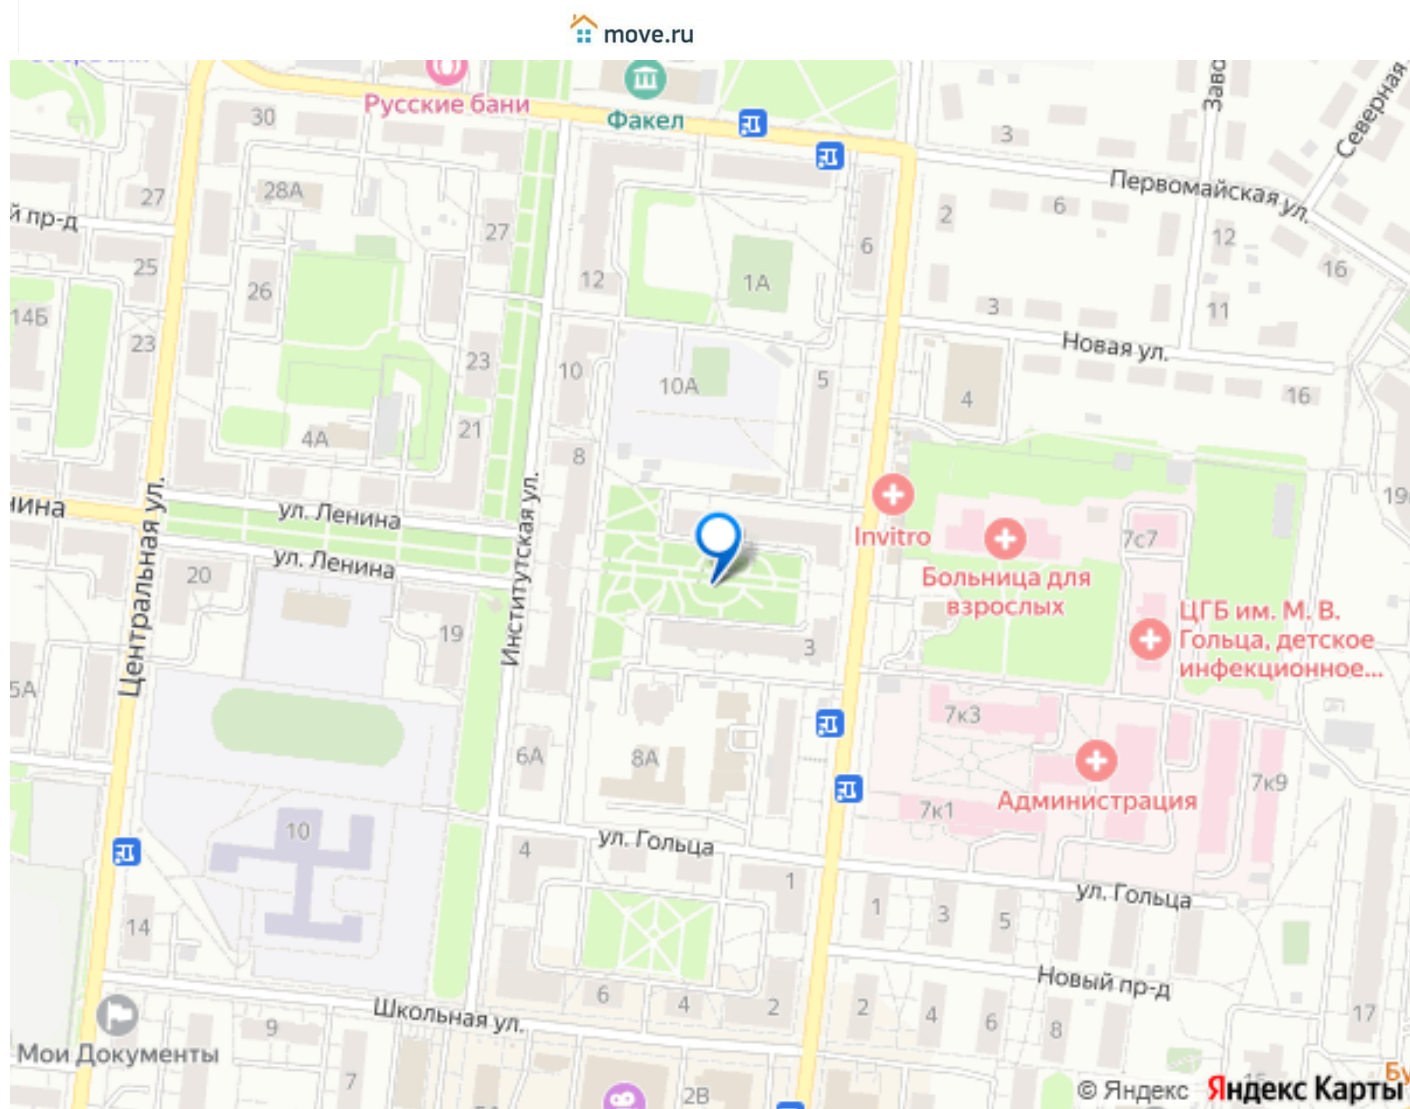 move.ru
Русские бани
Факел
Заво
Северная
30
3
27
28А
Первомайская ул.
й пр-д
27
2
6
12
25
26
12
1А
6
16
14Б
3
11
23
23
Новая ул.
10
10А
5
4
16
21
4А
8
19
нина
ул. Ленина
Центральная ул.
Институтская ул.
Invitro
7с7
ул. Ленина
20
Больница для
взрослых
ЦГБ им. М. В.
Гольца, детское
инфекционное...
19
3
5А
7к3
6А
8А
7к9
Администрация
7к1
10
ул. Гольца
4
1
ул. Гольца
1
3
5
14
Новый пр-д
6
4
2
2
4
6
8
17
Школьная ул.
9
Мои Документы
7
2В
Бу
© Яндекс Яндекс Карты